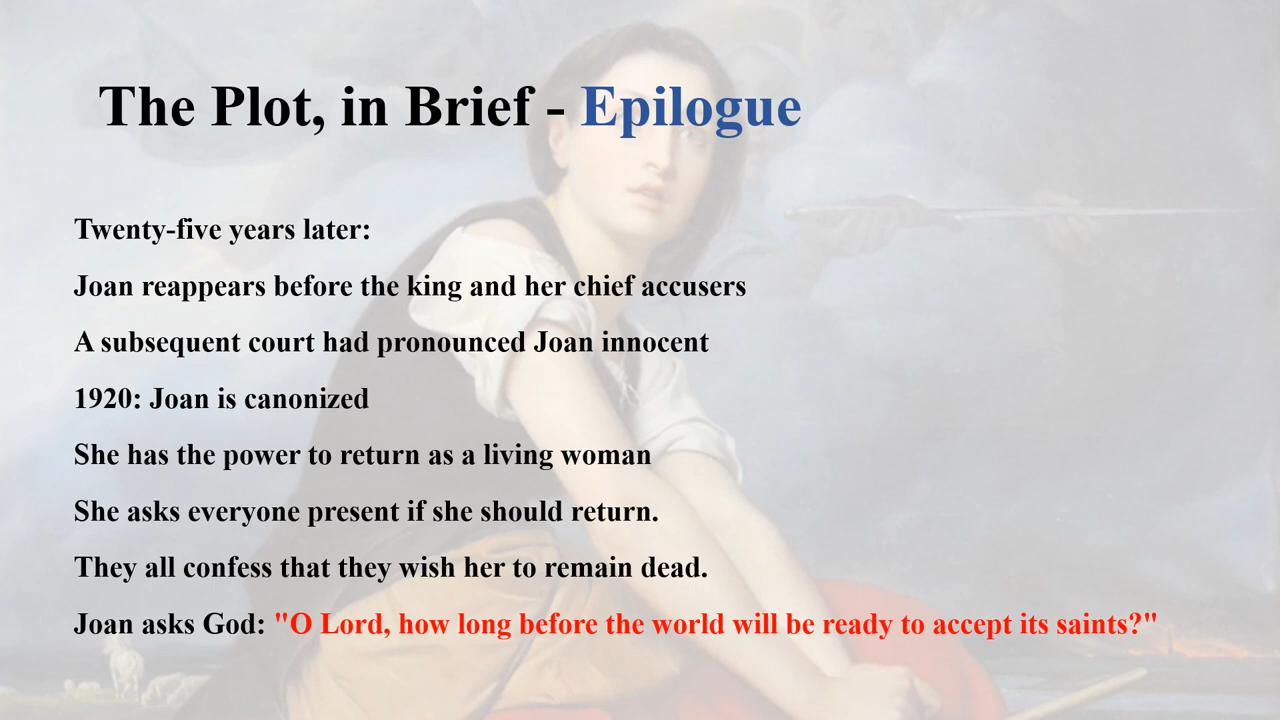 The Plot, in Brief - Epilogue
Twenty-five years later:
Joan reappears before the king and her chief accusers
A subsequent court had pronounced Joan innocent
1920: Joan is canonized
She has the power to return as a living woman
She asks everyone present if she should return.
They all confess that they wish her to remain dead.
Joan asks God: "O Lord, how long before the world will be ready to accept its saints?"